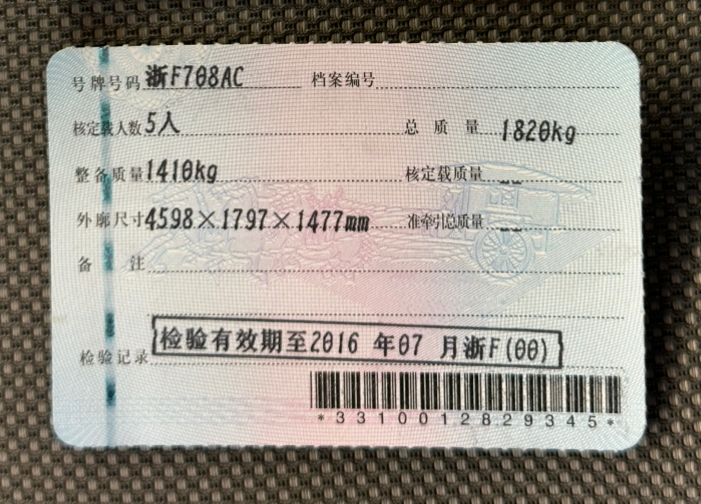 号牌号码 浙F708AC 档案编号
核定载人数 5人 总质量 1820kg
整备质量 1410kg 核定载质量 --
外廓尺寸 4598×1797×1477mm 准牵引总质量 --
备注
检验记录 检验有效期至2016 年07 月浙F(00)
*3310012829345*